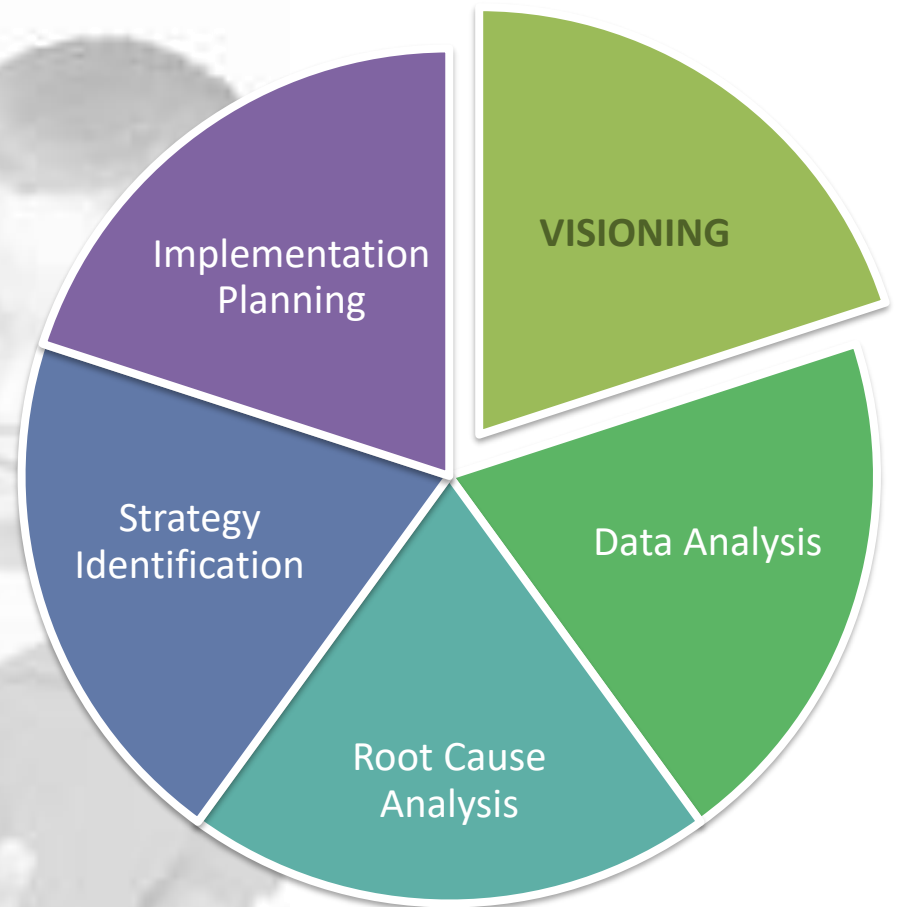 VISIONING
Data Analysis
Root Cause
Analysis
Strategy
Identification
Implementation
Planning